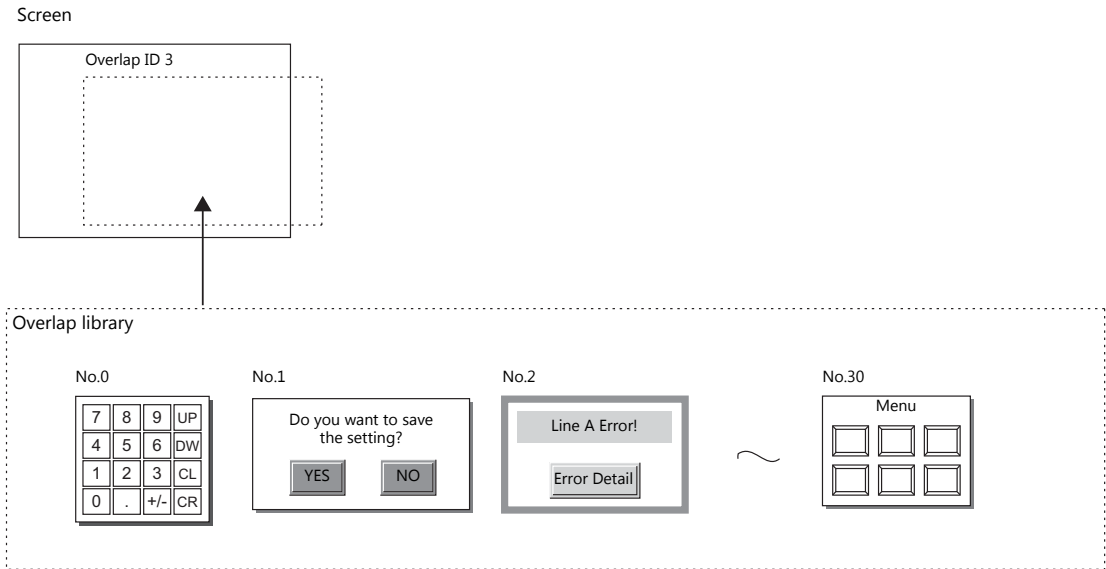 Screen
Overlap ID 3
Overlap library
No.0
7 8 9 UP
4 5 6 DW
1 2 3 CL
0 . +/- CR
No.1
Do you want to save
the setting?
YES NO
No.2
Line A Error!
Error Detail
No.30
Menu